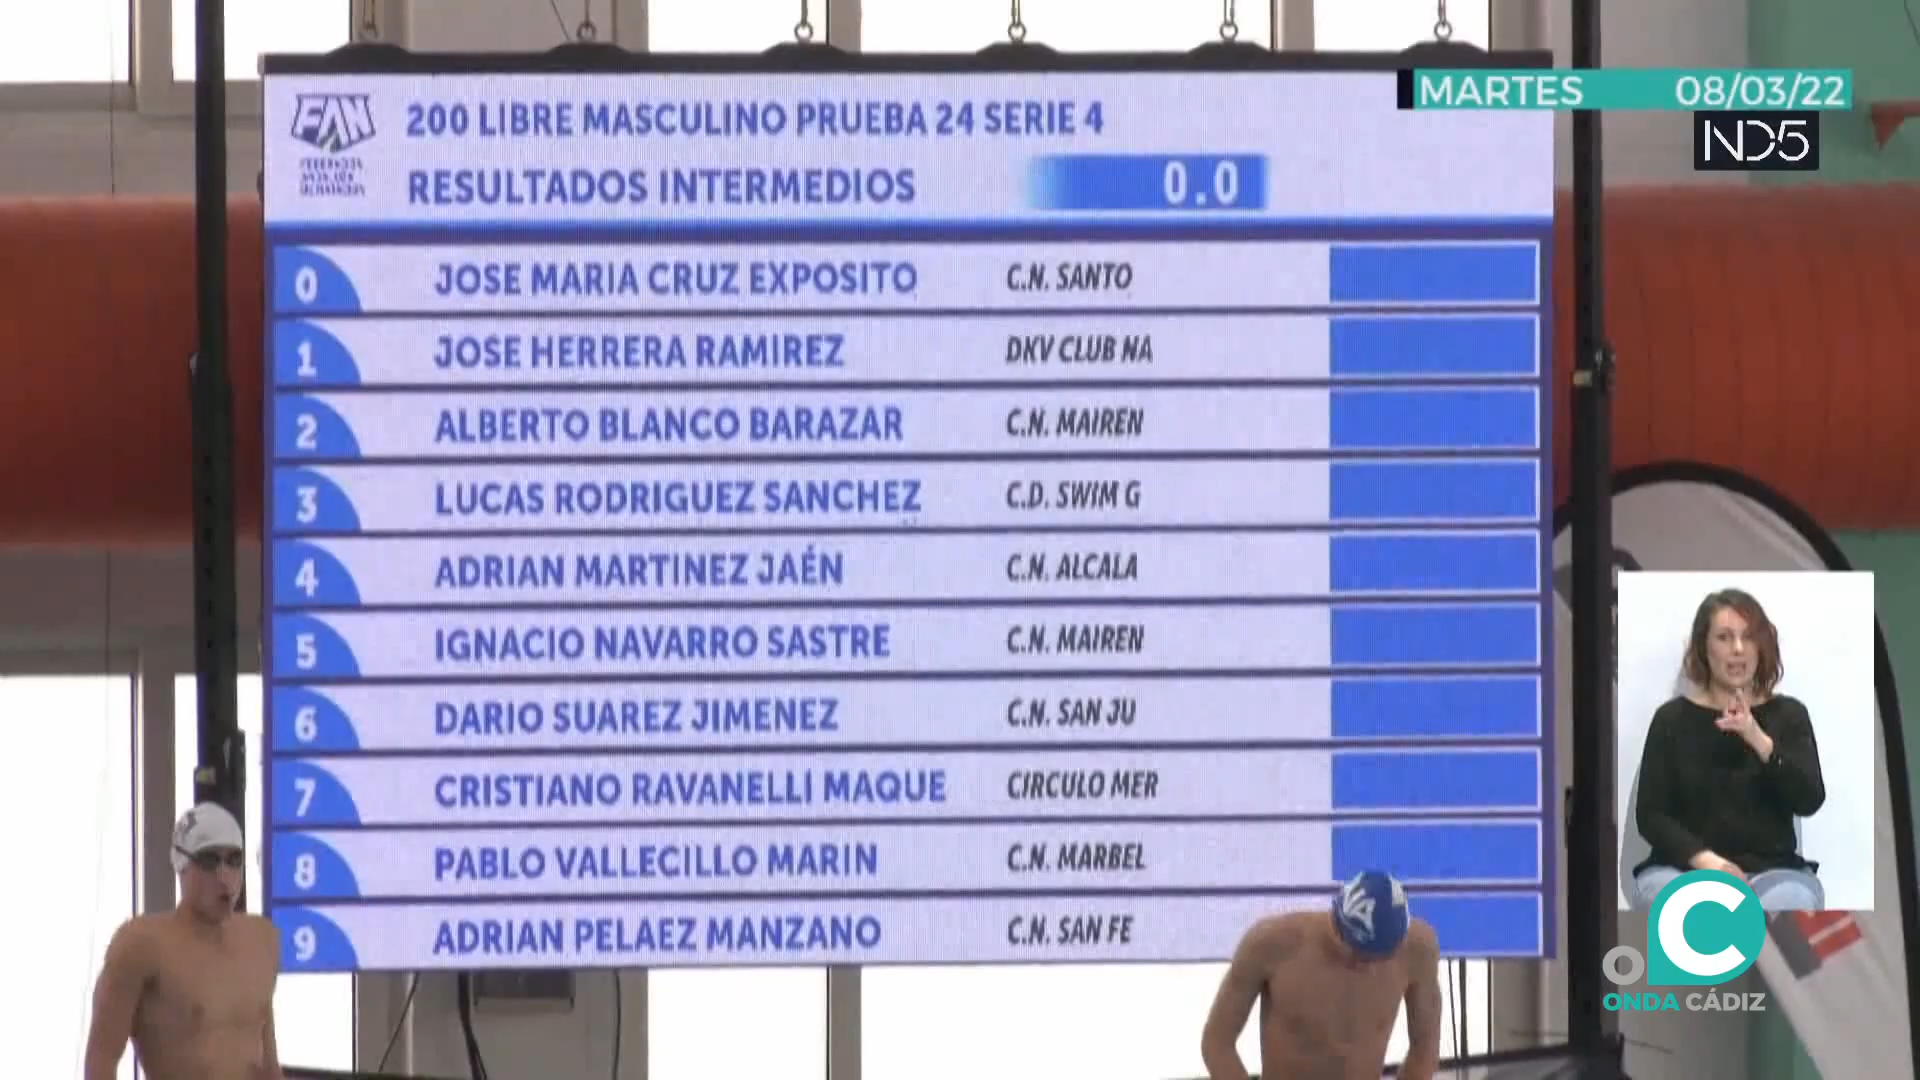 MARTES 08/03/22
ND5
FAN
200 LIBRE MASCULINO PRUEBA 24 SERIE 4
RESULTADOS INTERMEDIOS 0.0
0 JOSE MARIA CRUZ EXPOSITO C.N. SANTO
1 JOSE HERRERA RAMIREZ DKV CLUB NA
2 ALBERTO BLANCO BARAZAR C.N. MAIREN
3 LUCAS RODRIGUEZ SANCHEZ C.D. SWIM G
4 ADRIAN MARTINEZ JAÉN C.N. ALCALA
5 IGNACIO NAVARRO SASTRE C.N. MAIREN
6 DARIO SUAREZ JIMENEZ C.N. SAN JU
7 CRISTIANO RAVANELLI MAQUE CIRCULO MER
8 PABLO VALLECILLO MARIN C.N. MARBEL
9 ADRIAN PELAEZ MANZANO C.N. SAN FE
OC
ONDA CÁDIZ